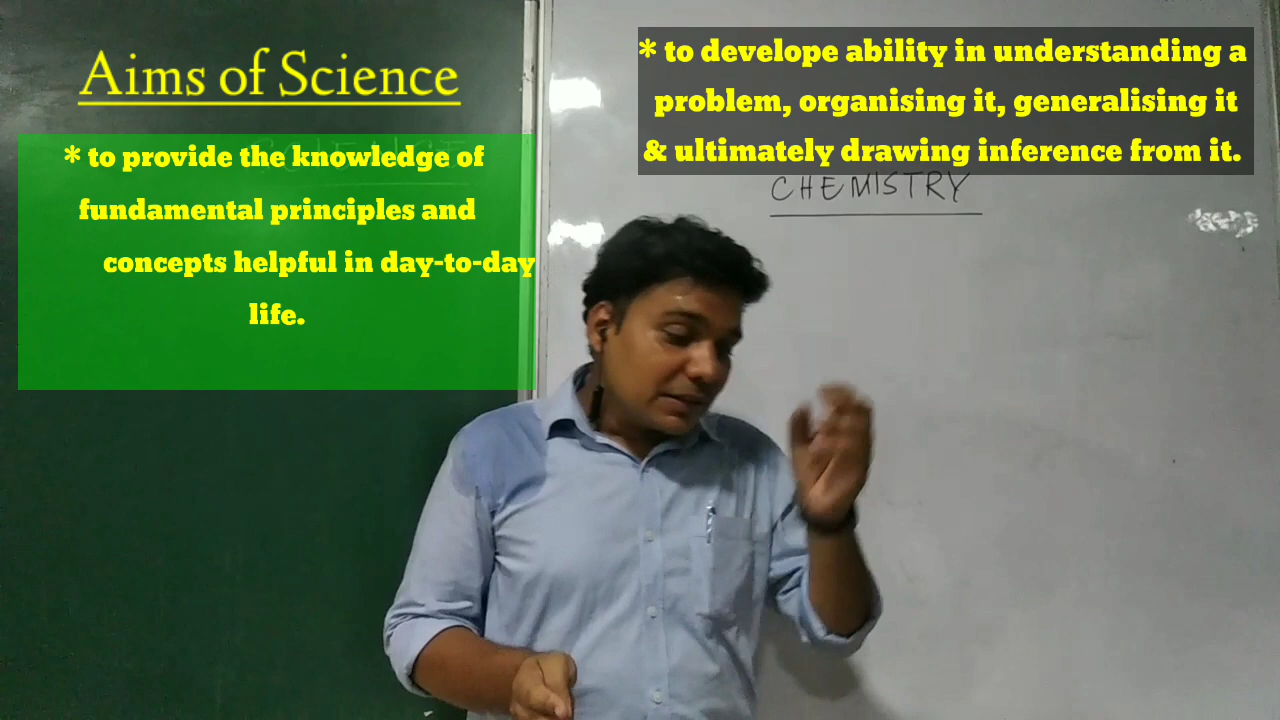 Aims of Science
* to provide the knowledge of
fundamental principles and
concepts helpful in day-to-day
life.
* to develope ability in understanding a
problem, organising it, generalising it
& ultimately drawing inference from it.
CHEMISTRY